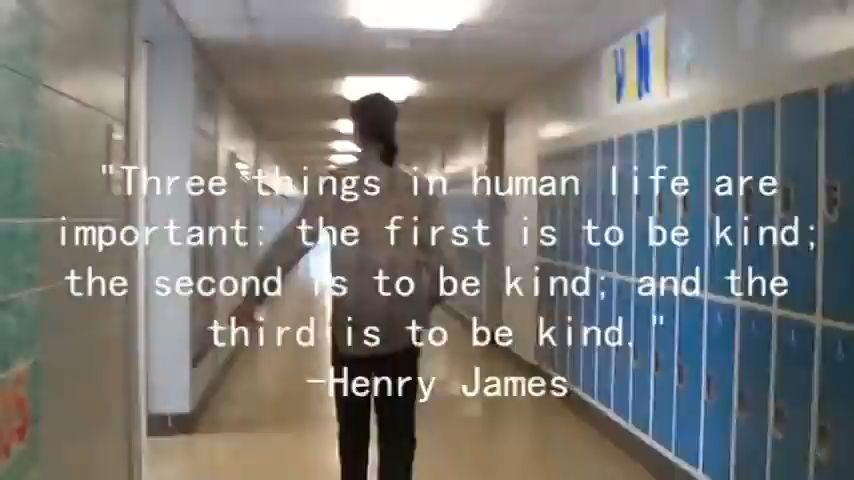 UN
"Three things in human life are
important: the first is to be kind;
the second is to be kind; and the
third is to be kind."
-Henry James